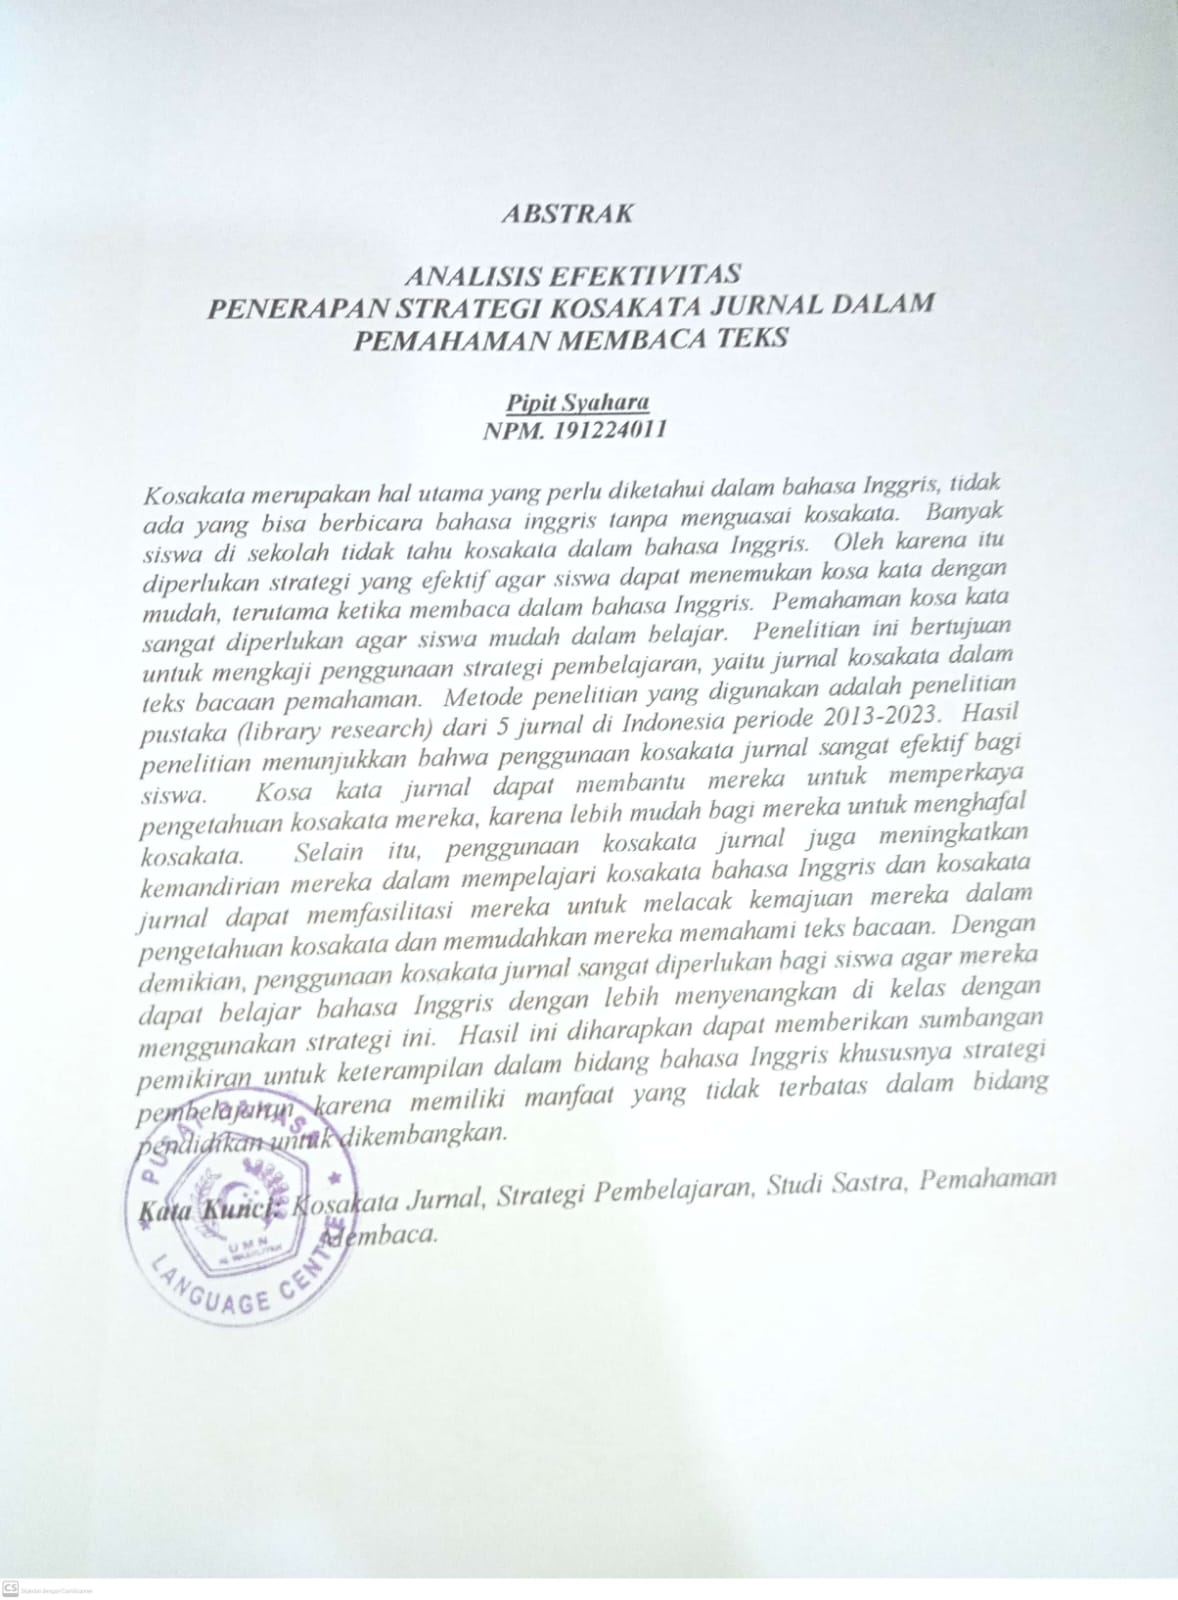 ABSTRAK
ANALISIS EFEKTIVITAS
PENERAPAN STRATEGI KOSAKATA JURNAL DALAM
PEMAHAMAN MEMBACA TEKS
Pipit Syahara
NPM. 191224011
Kosakata merupakan hal utama yang perlu diketahui dalam bahasa Inggris, tidak
ada yang bisa berbicara bahasa inggris tanpa menguasai kosakata. Banyak
siswa di sekolah tidak tahu kosakata dalam bahasa Inggris. Oleh karena itu
diperlukan strategi yang efektif agar siswa dapat menemukan kosa kata dengan
mudah, terutama ketika membaca dalam bahasa Inggris. Pemahaman kosa kata
sangat diperlukan agar siswa mudah dalam belajar. Penelitian ini bertujuan
untuk mengkaji penggunaan strategi pembelajaran, yaitu jurnal kosakata dalam
teks bacaan pemahaman. Metode penelitian yang digunakan adalah penelitian
pustaka (library research) dari 5 jurnal di Indonesia periode 2013-2023. Hasil
penelitian menunjukkan bahwa penggunaan kosakata jurnal sangat efektif bagi
siswa. Kosa kata jurnal dapat membantu mereka untuk memperkaya
pengetahuan kosakata mereka, karena lebih mudah bagi mereka untuk menghafal
kosakata. Selain itu, penggunaan kosakata jurnal juga meningkatkan
kemandirian mereka dalam mempelajari kosakata bahasa Inggris dan kosakata
jurnal dapat memfasilitasi mereka untuk melacak kemajuan mereka dalam
pengetahuan kosakata dan memudahkan mereka memahami teks bacaan. Dengan
demikian, penggunaan kosakata jurnal sangat diperlukan bagi siswa agar mereka
dapat belajar bahasa Inggris dengan lebih menyenangkan di kelas dengan
menggunakan strategi ini. Hasil ini diharapkan dapat memberikan sumbangan
pemikiran untuk keterampilan dalam bidang bahasa Inggris khususnya strategi
pembelajaran karena memiliki manfaat yang tidak terbatas dalam bidang
pendidikan untuk dikembangkan.
Kata Kunci: Kosakata Jurnal, Strategi Pembelajaran, Studi Sastra, Pemahaman
Membaca.
PUSAT BAHASA
UMN
AL WASHLIYAH
LANGUAGE CENTRE
CS
Dipindai dengan CamScanner